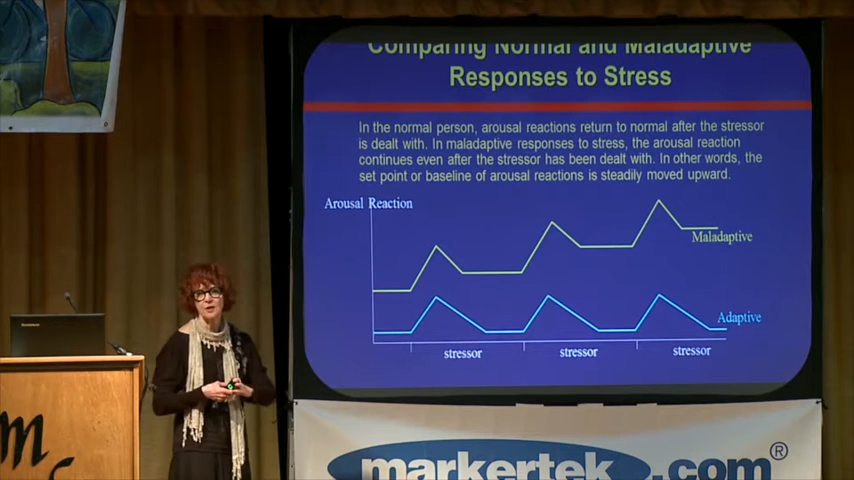 Comparing Normal and Maladaptive
Responses to Stress
In the normal person, arousal reactions return to normal after the stressor
is dealt with. In maladaptive responses to stress, the arousal reaction
continues even after the stressor has been dealt with. In other words, the
set point or baseline of arousal reactions is steadily moved upward.
Arousal Reaction
Maladaptive
Adaptive
stressor
stressor
stressor
markertek.com®